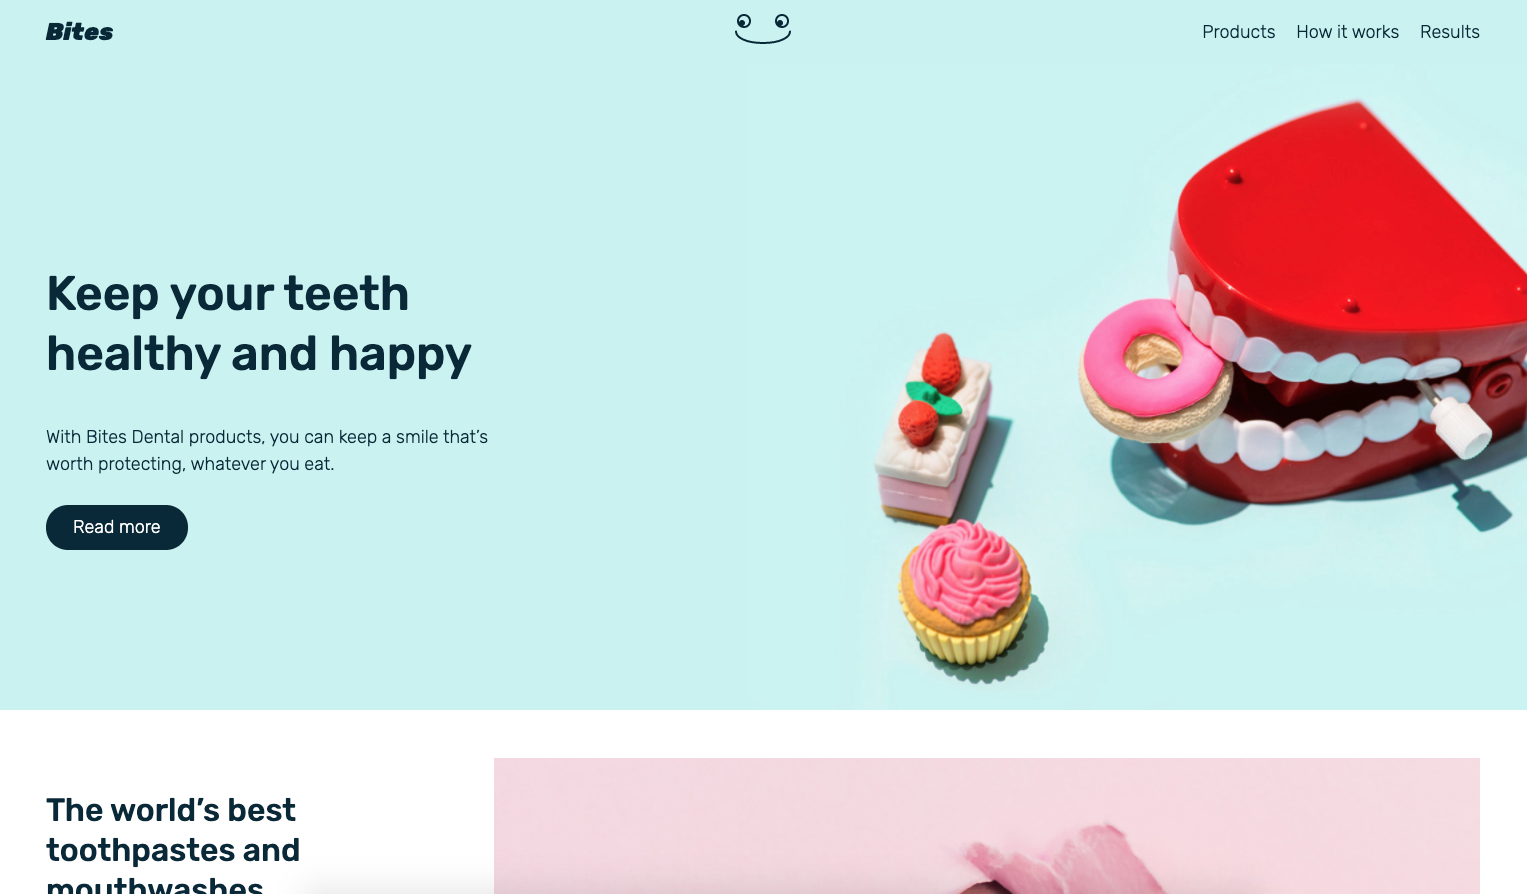 Bites
Products How it works Results
Keep your teeth
healthy and happy
With Bites Dental products, you can keep a smile that’s
worth protecting, whatever you eat.
Read more
The world’s best
toothpastes and
mouthwashes